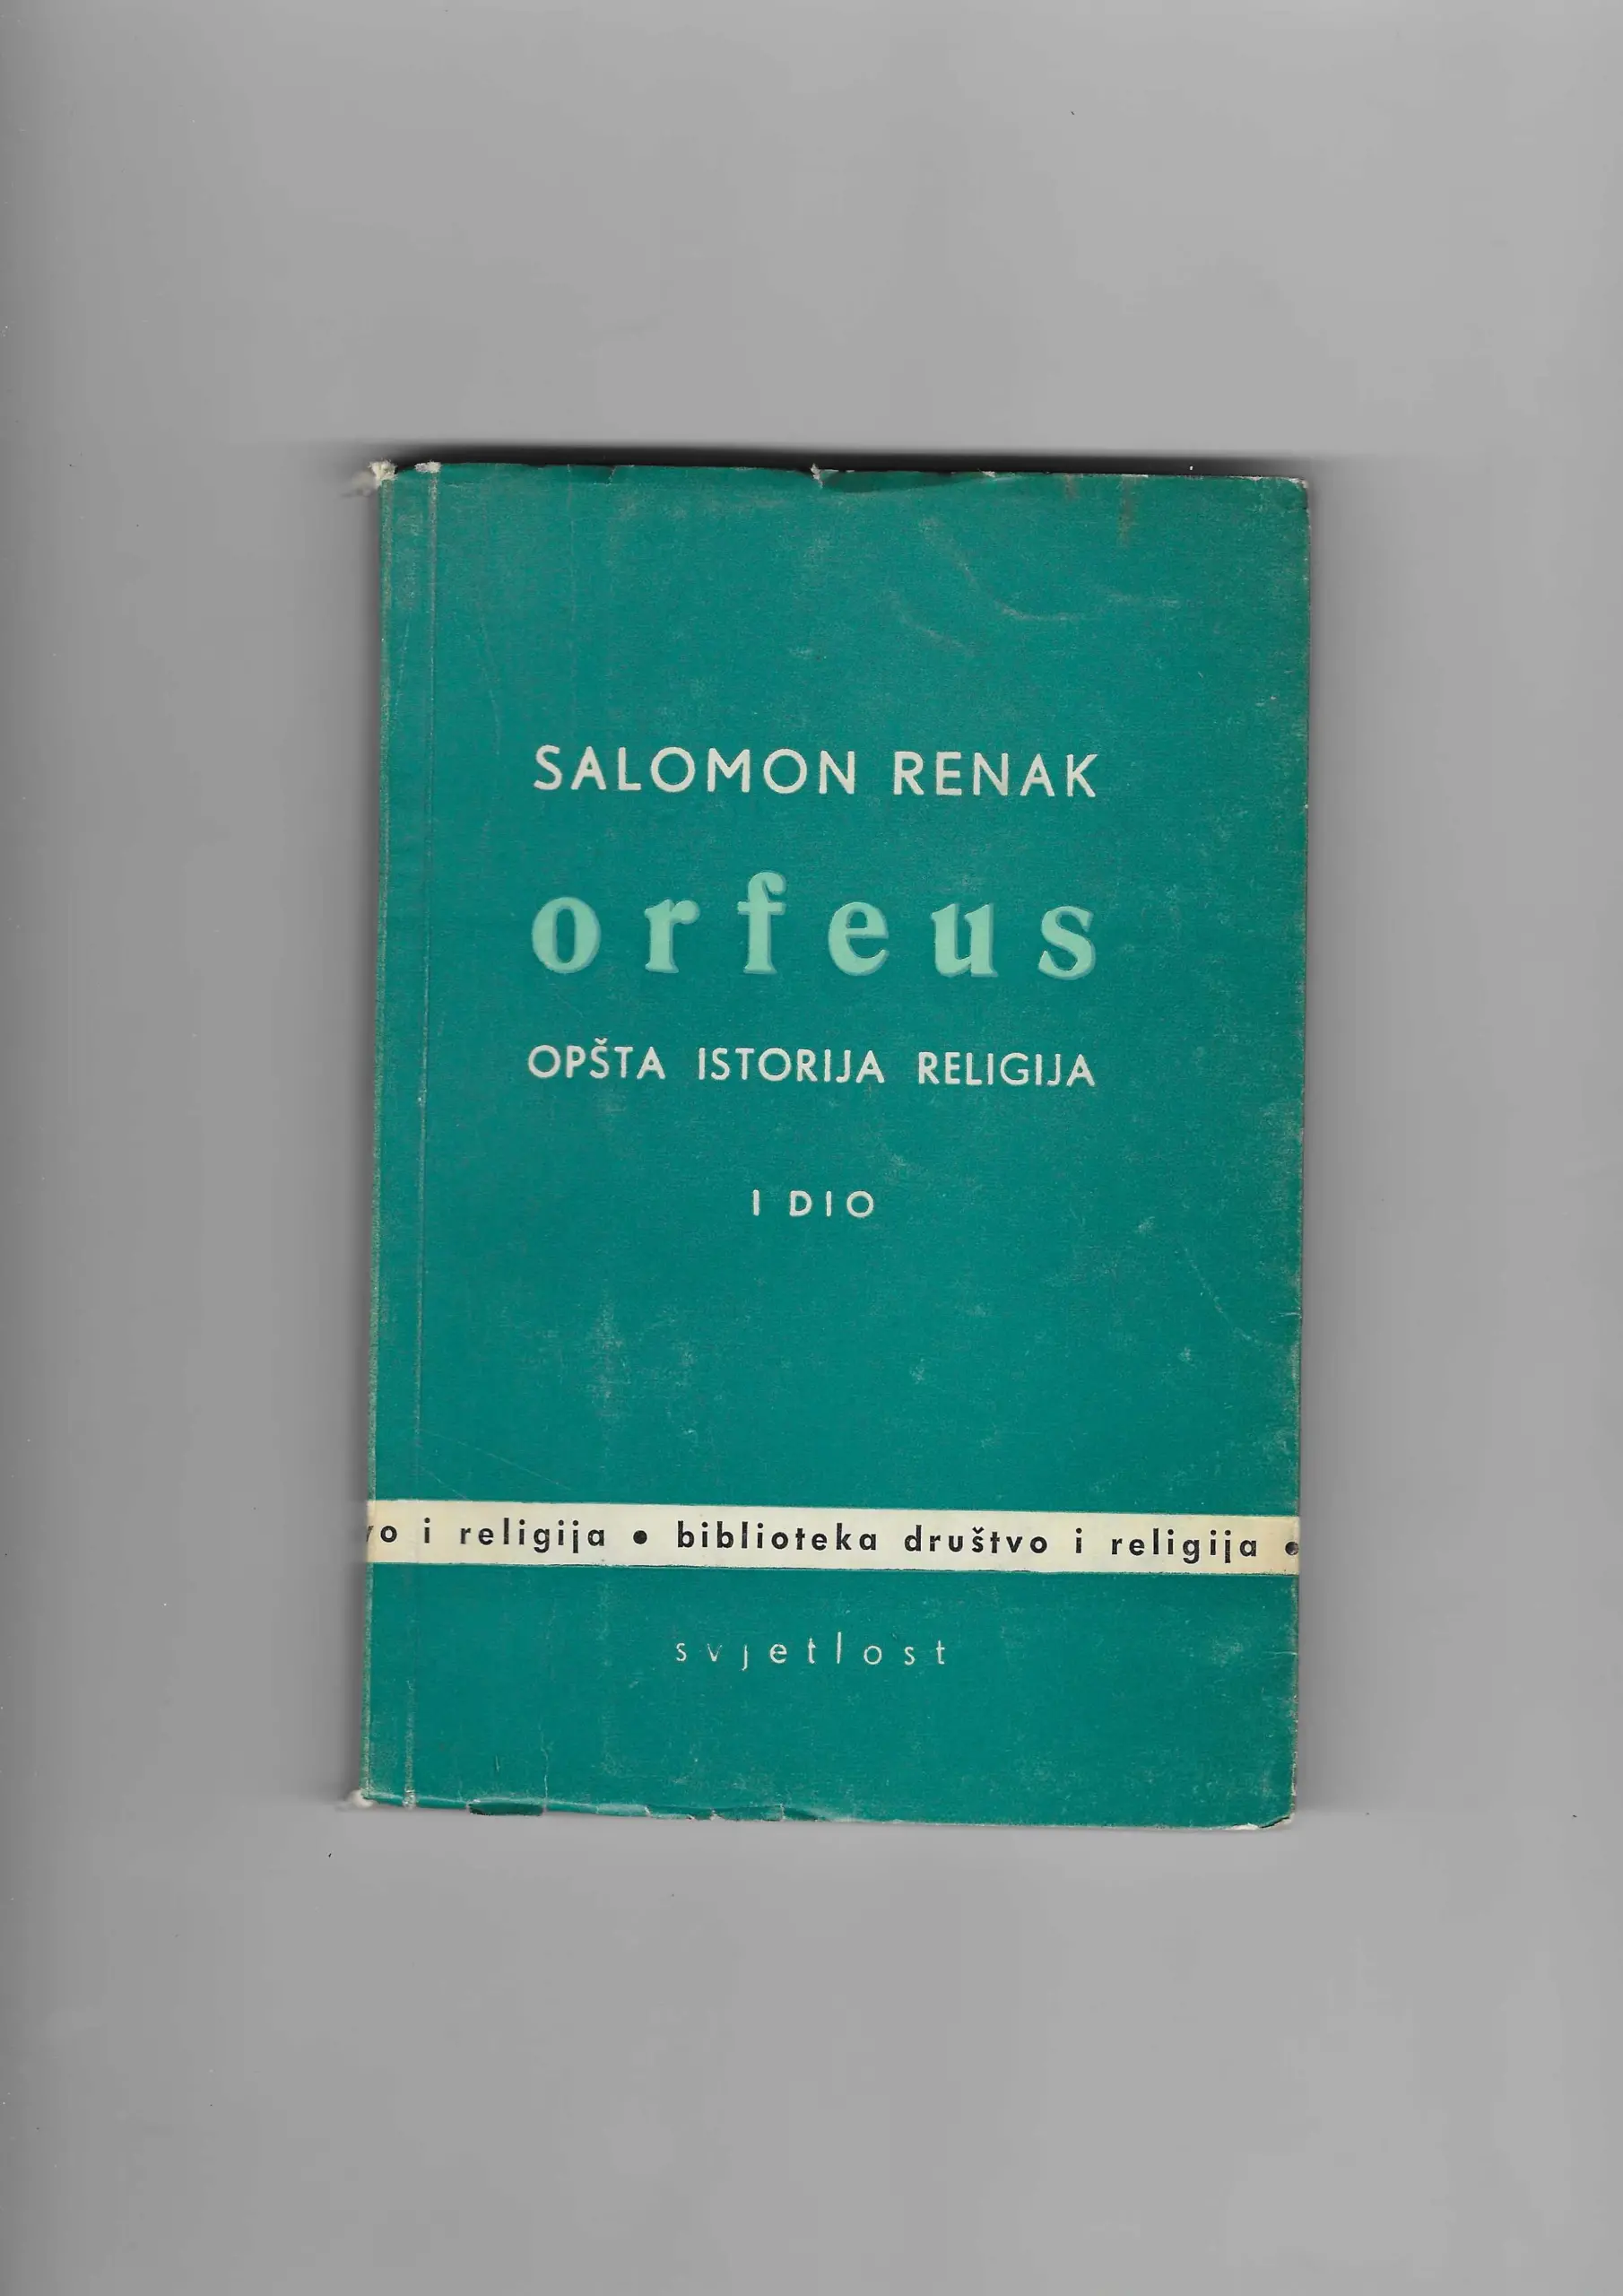 SALOMON RENAK
orfeus
OPŠTA ISTORIJA RELIGIJA
I DIO
o i religija • biblioteka društvo i religija •
svjetlost